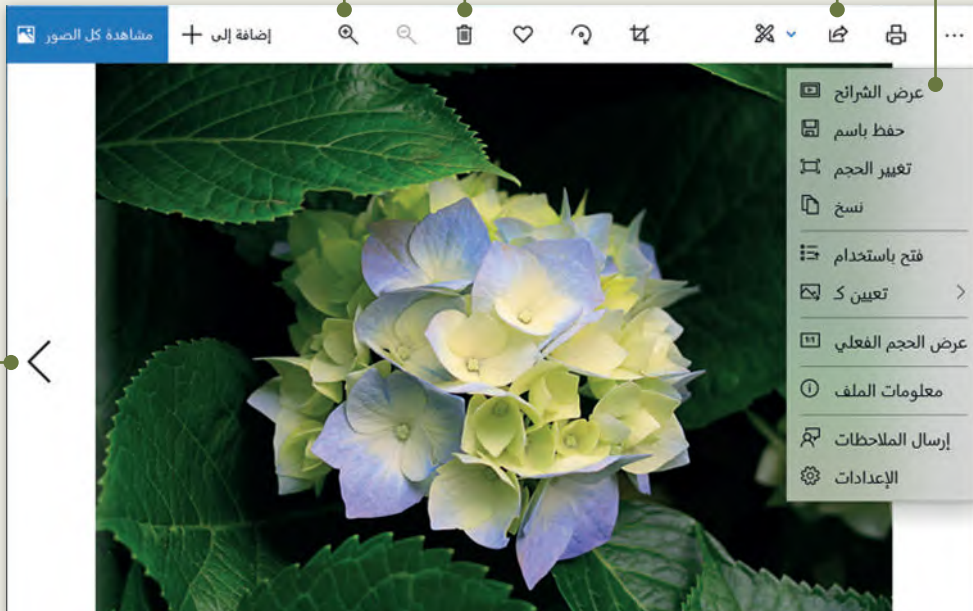 مشاهدة كل الصور
إضافة إلى
عرض الشرائح
حفظ باسم
تغيير الحجم
نسخ
فتح باستخدام
تعيين كـ
عرض الحجم الفعلي
معلومات الملف
إرسال الملاحظات
الإعدادات